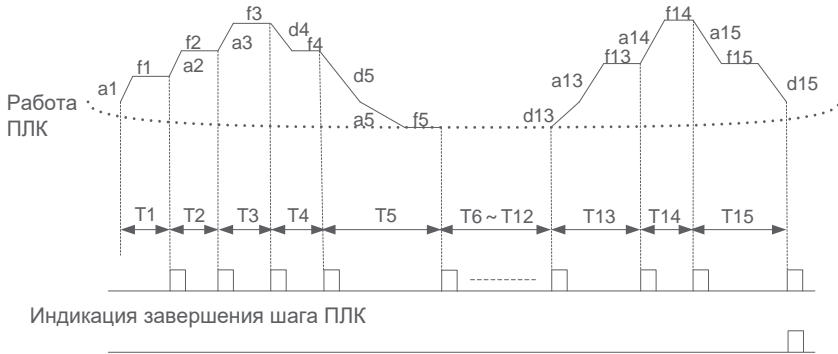 f3
f14
f2
a3
d4
f4
a14
a15
f1
a2
f13
f15
a1
d5
a13
d15
Работа
ПЛК
a5
f5
d13
T1
T2
T3
T4
T5
T6 ~ T12
T13
T14
T15
Индикация завершения шага ПЛК